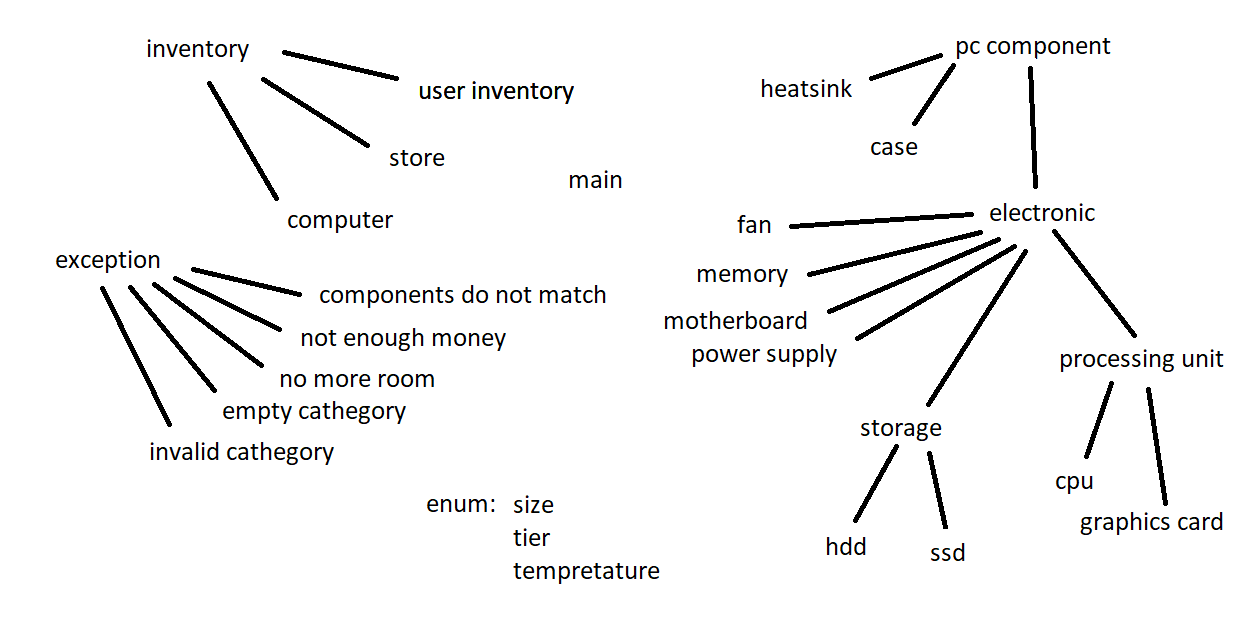 inventory
user inventory
store
computer
main
exception
components do not match
not enough money
no more room
empty cathegory
invalid cathegory
enum: size
tier
tempretature
pc component
heatsink
case
electronic
fan
memory
motherboard
power supply
processing unit
storage
cpu
graphics card
hdd
ssd